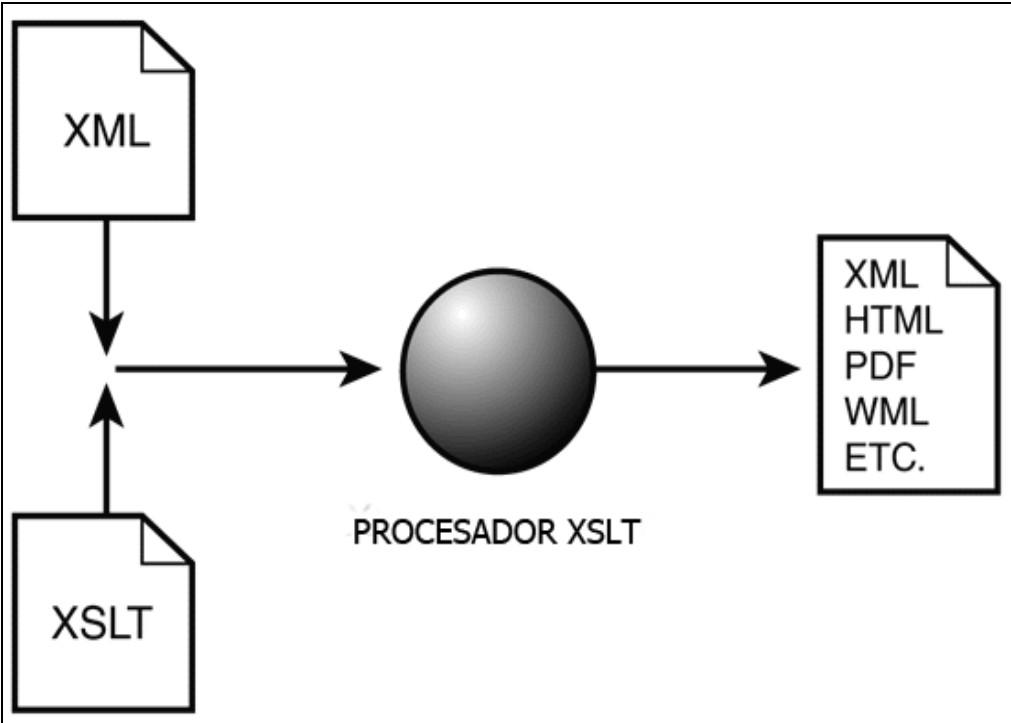 XML
XSLT
PROCESADOR XSLT
XML
HTML
PDF
WML
ETC.